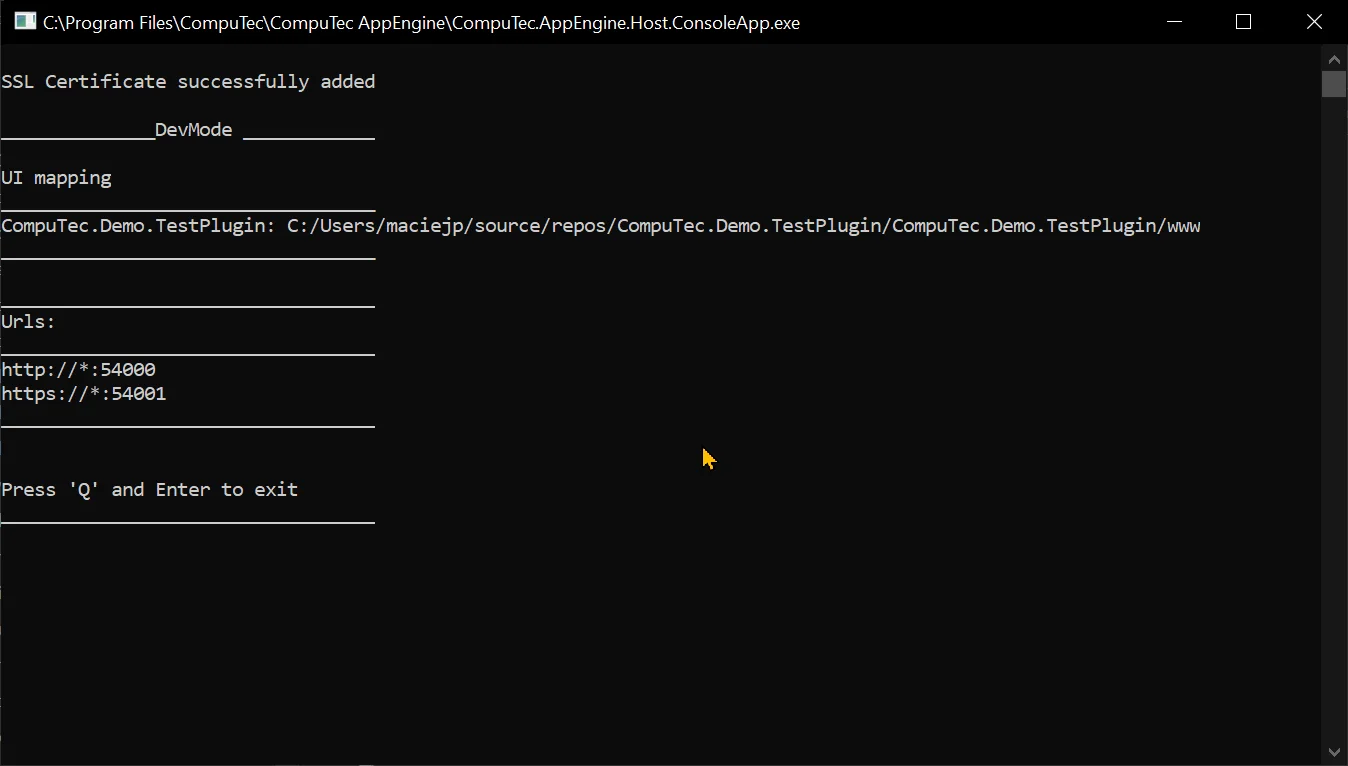 C:\Program Files\CompuTec\CompuTec AppEngine\CompuTec.AppEngine.Host.ConsoleApp.exe
SSL Certificate successfully added
______________DevMode ____________
UI mapping
__________________________________
CompuTec.Demo.TestPlugin: C:/Users/maciejp/source/repos/CompuTec.Demo.TestPlugin/CompuTec.Demo.TestPlugin/www
__________________________________
__________________________________
Urls:
__________________________________
http://*:54000
https://*:54001
__________________________________
Press 'Q' and Enter to exit
__________________________________